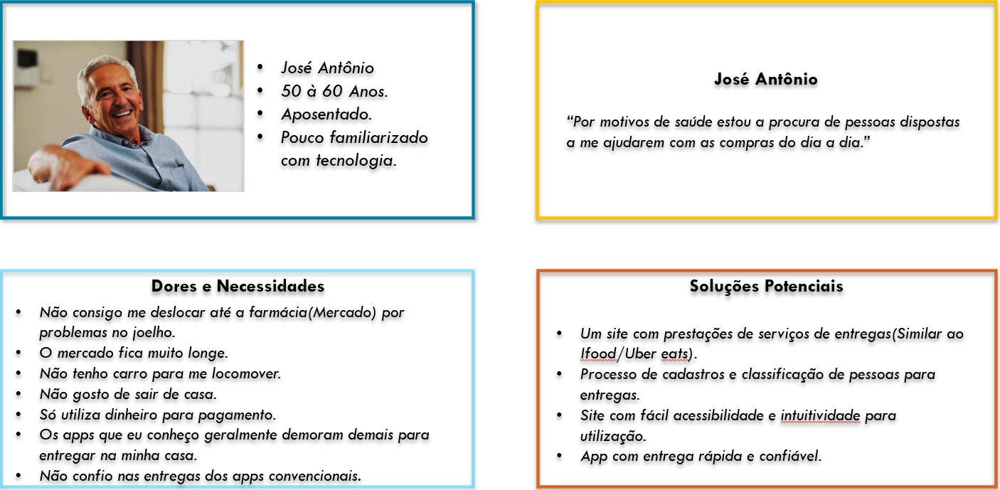 • José Antônio
• 50 à 60 Anos.
• Aposentado.
• Pouco familiarizado
com tecnologia.
José Antônio
“Por motivos de saúde estou a procura de pessoas dispostas
a me ajudarem com as compras do dia a dia.”
Dores e Necessidades
• Não consigo me deslocar até a farmácia(Mercado) por
problemas no joelho.
• O mercado fica muito longe.
• Não tenho carro para me locomover.
• Não gosto de sair de casa.
• Só utiliza dinheiro para pagamento.
• Os apps que eu conheço geralmente demoram demais para
entregar na minha casa.
• Não confio nas entregas dos apps convencionais.
Soluções Potenciais
• Um site com prestações de serviços de entregas(Similar ao
Ifood/Uber eats).
• Processo de cadastros e classificação de pessoas para
entregas.
• Site com fácil acessibilidade e intuitividade para
utilização.
• App com entrega rápida e confiável.